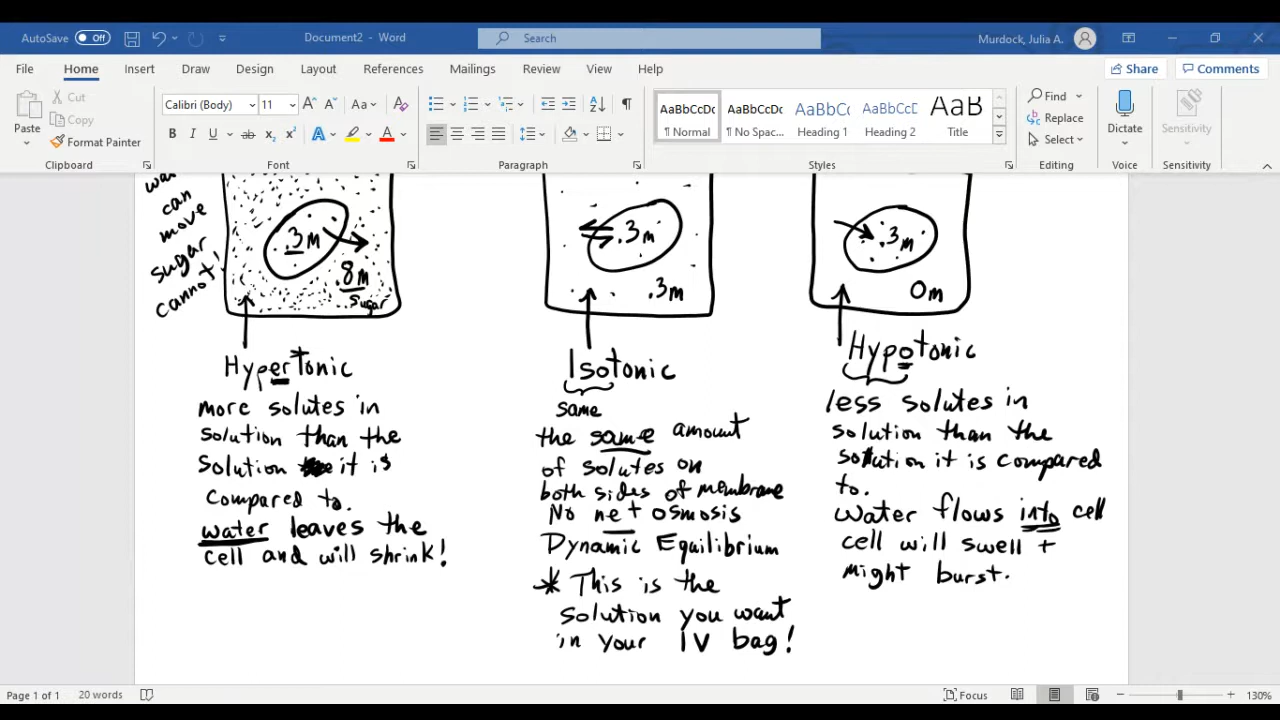 AutoSave Off Document2 - Word Search Murdock, Julia A.
File Home Insert Draw Design Layout References Mailings Review View Help Share Comments
Paste Cut Copy Format Painter Clipboard
Calibri (Body) 11 Aa B I U ab x₂ x² A A Font
Paragraph
AaBbCcDc ¶ Normal AaBbCcDc ¶ No Spac... AaBbC( Heading 1 AaBbCcE Heading 2 AaB Title Styles
Find Replace Select Editing
Dictate Voice
Sensitivity Sensitivity
can
move
sugar
cannot!
.3m
.8m
sugar
Hypertonic
more solutes in
solution than the
solution it is
compared to.
water leaves the
cell and will shrink!
.3m
.3m
Isotonic
same
the same amount
of solutes on
both sides of membrane
No net osmosis
Dynamic Equilibrium
* This is the
solution you want
in your IV bag!
.3m
0m
Hypotonic
less solutes in
solution than the
solution it is compared
to.
water flows into cell
cell will swell +
might burst.
Page 1 of 1 20 words Focus 130%